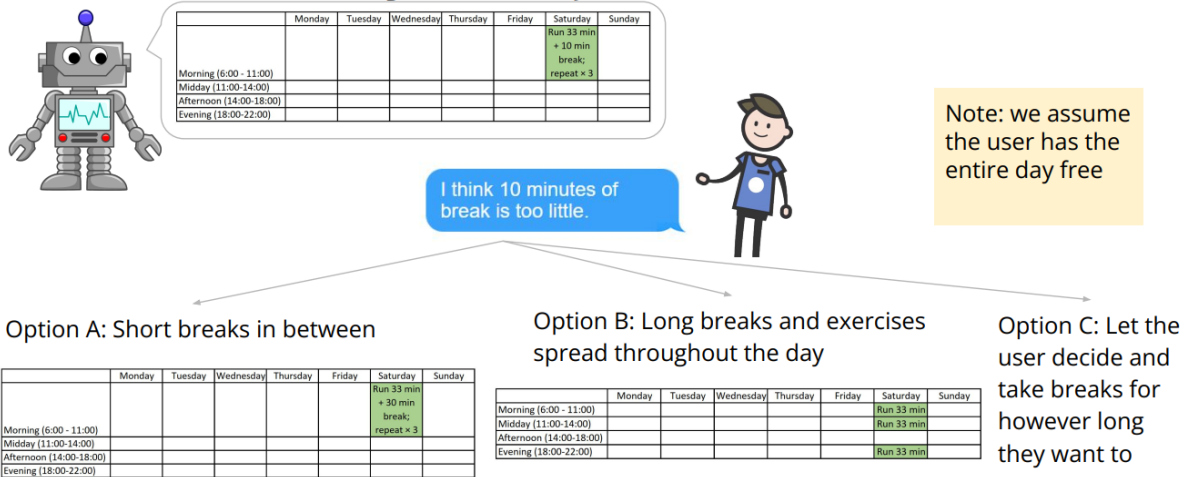 Monday Tuesday Wednesday Thursday Friday Saturday Sunday
Run 33 min
+ 10 min
break;
repeat × 3
Morning (6:00 - 11:00)
Midday (11:00-14:00)
Afternoon (14:00-18:00)
Evening (18:00-22:00)
Note: we assume
the user has the
entire day free
I think 10 minutes of
break is too little.
Option A: Short breaks in between
Monday Tuesday Wednesday Thursday Friday Saturday Sunday
Run 33 min
+ 30 min
break;
repeat × 3
Morning (6:00 - 11:00)
Midday (11:00-14:00)
Afternoon (14:00-18:00)
Evening (18:00-22:00)
Option B: Long breaks and exercises
spread throughout the day
Monday Tuesday Wednesday Thursday Friday Saturday Sunday
Morning (6:00 - 11:00) Run 33 min
Midday (11:00-14:00) Run 33 min
Afternoon (14:00-18:00)
Evening (18:00-22:00) Run 33 min
Option C: Let the
user decide and
take breaks for
however long
they want to